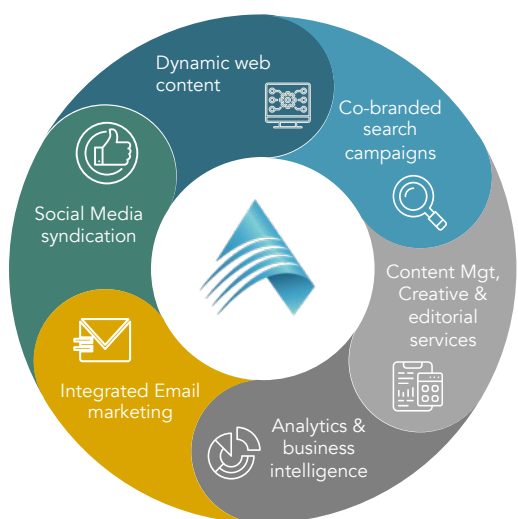 Dynamic web
content
Co-branded
search
campaigns
Content Mgt,
Creative &
editorial
services
Analytics &
business
intelligence
Integrated Email
marketing
Social Media
syndication